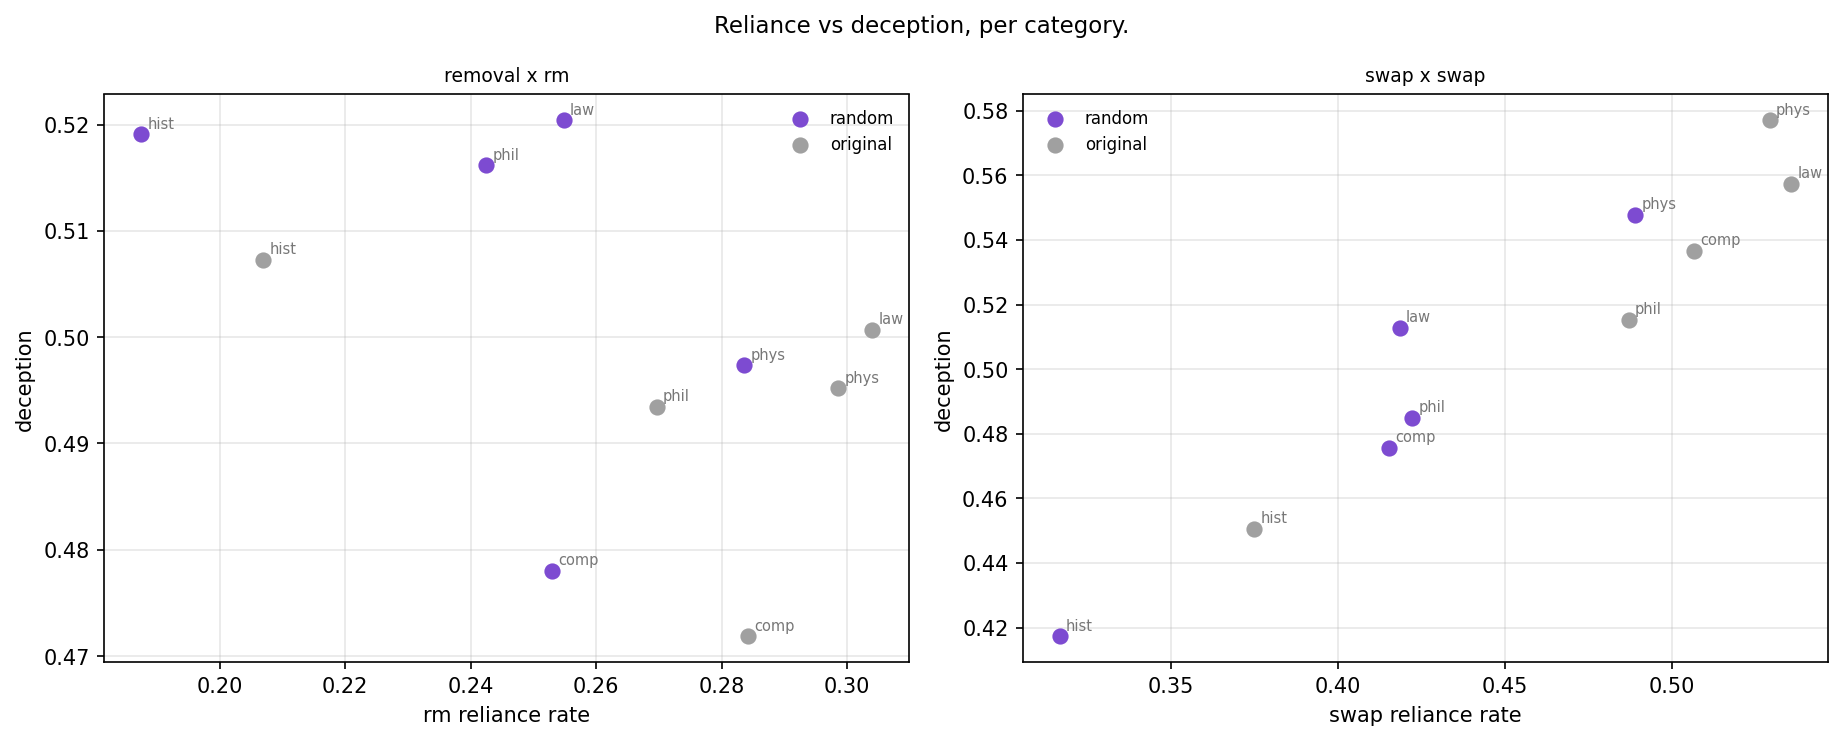 Reliance vs deception, per category.
removal x rm
deception
0.52
0.51
0.50
0.49
0.48
0.47
0.20
0.22
0.24
0.26
0.28
0.30
rm reliance rate
random
original
hist
law
phil
hist
law
phys
phys
phil
comp
comp
swap x swap
deception
0.58
0.56
0.54
0.52
0.50
0.48
0.46
0.44
0.42
0.35
0.40
0.45
0.50
swap reliance rate
random
original
phys
law
phys
comp
phil
law
phil
comp
hist
hist